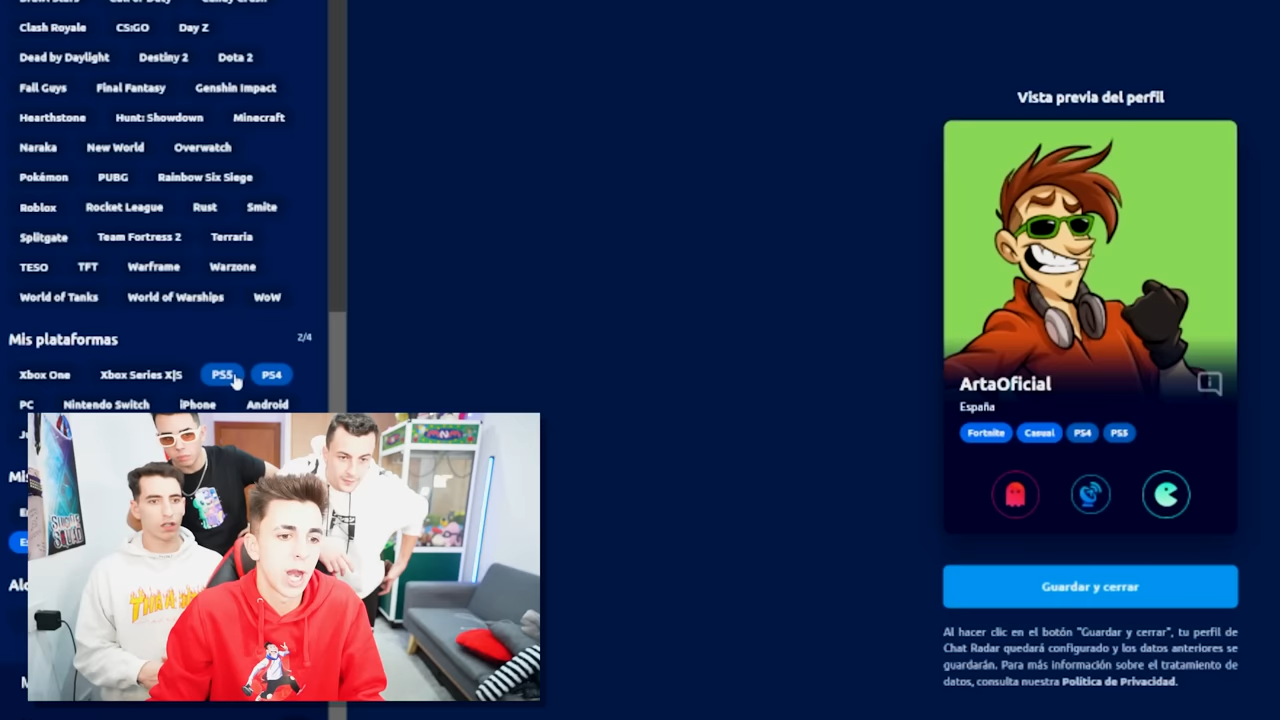 Clash Royale CS:GO Day Z
Dead by Daylight Destiny 2 Dota 2
Fall Guys Final Fantasy Genshin Impact
Hearthstone Hunt: Showdown Minecraft
Naraka New World Overwatch
Pokémon PUBG Rainbow Six Siege
Roblox Rocket League Rust Smite
Splitgate Team Fortress 2 Terraria
TESO TFT Warframe Warzone
World of Tanks World of Warships WoW
Mis plataformas 2/4
Xbox One Xbox Series X|S PS5 PS4
PC Nintendo Switch iPhone Android
SUICIDE
SQUAD
Vista previa del perfil
ArtaOficial
España
Fortnite Casual PS4 PS5
Guardar y cerrar
Al hacer clic en el botón "Guardar y cerrar", tu perfil de
Chat Radar quedará configurado y los datos anteriores se
guardarán. Para más información sobre el tratamiento de
datos, consulta nuestra Política de Privacidad.